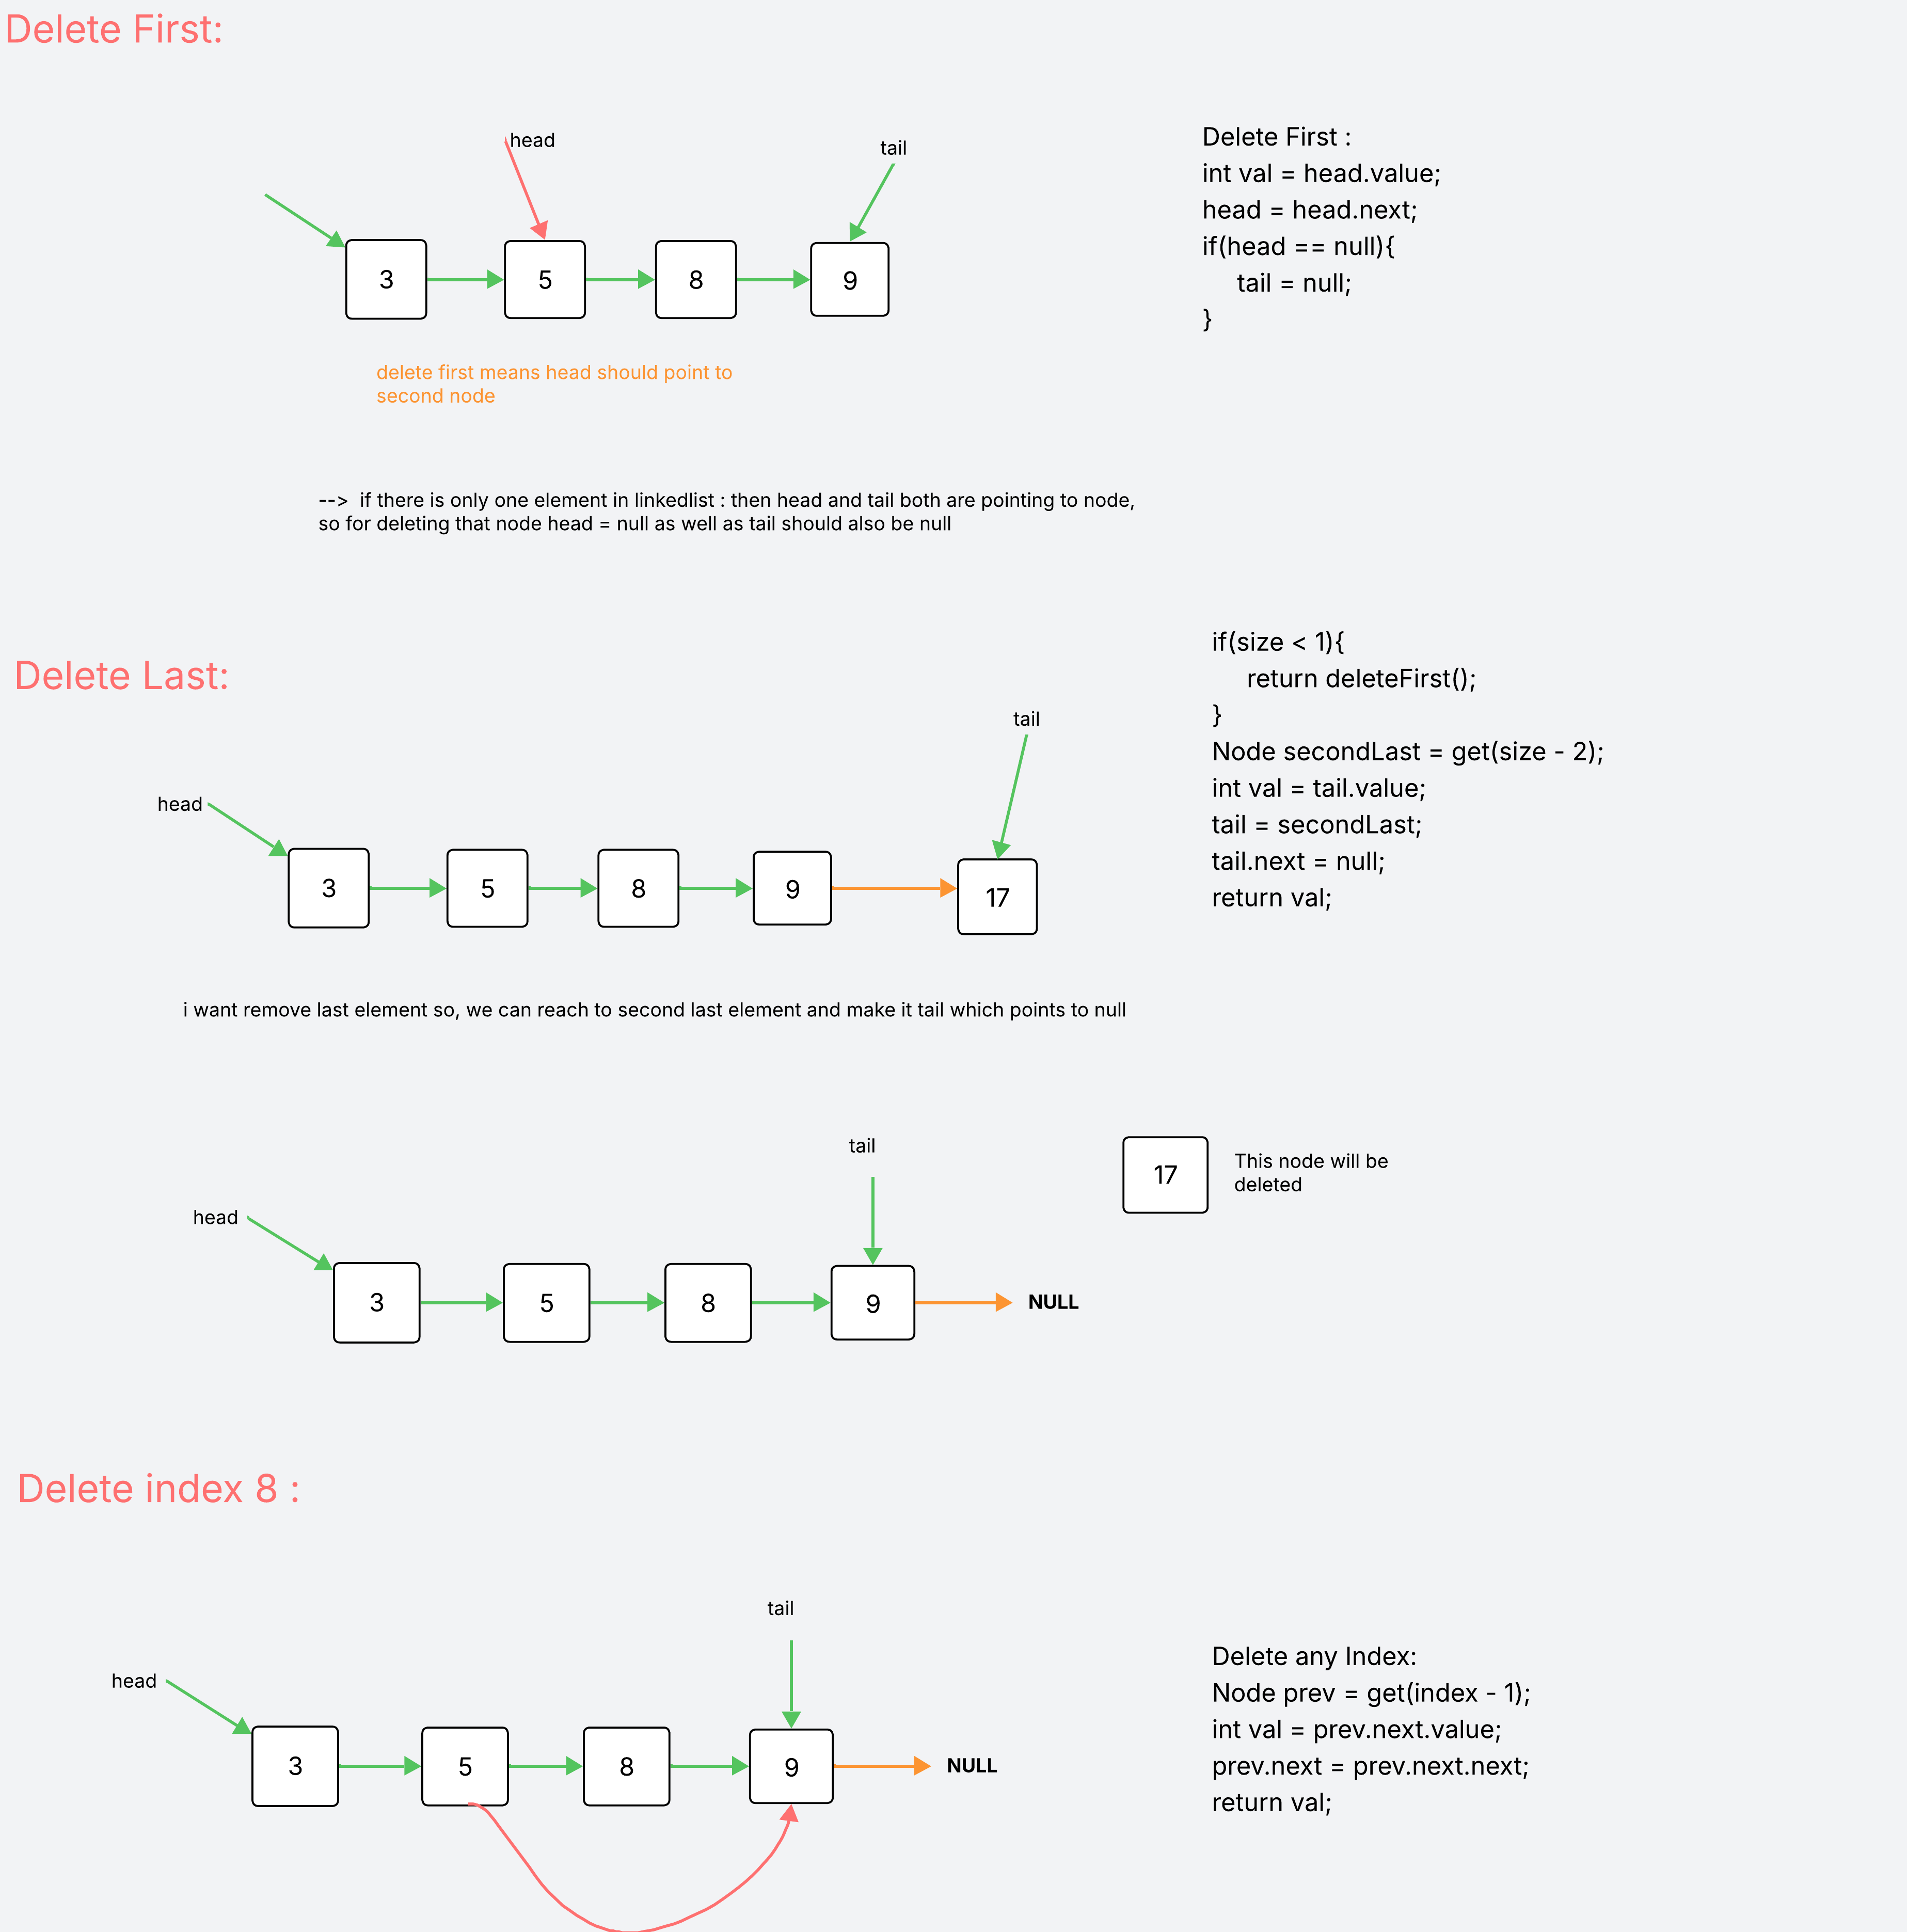 Delete First:
head
tail
3
5
8
9
delete first means head should point to
second node
--> if there is only one element in linkedlist : then head and tail both are pointing to node,
so for deleting that node head = null as well as tail should also be null
Delete First :
int val = head.value;
head = head.next;
if(head == null){
tail = null;
}
Delete Last:
tail
head
3
5
8
9
17
i want remove last element so, we can reach to second last element and make it tail which points to null
if(size < 1){
return deleteFirst();
}
Node secondLast = get(size - 2);
int val = tail.value;
tail = secondLast;
tail.next = null;
return val;
tail
head
3
5
8
9
NULL
17
This node will be
deleted
Delete index 8 :
tail
head
3
5
8
9
NULL
Delete any Index:
Node prev = get(index - 1);
int val = prev.next.value;
prev.next = prev.next.next;
return val;